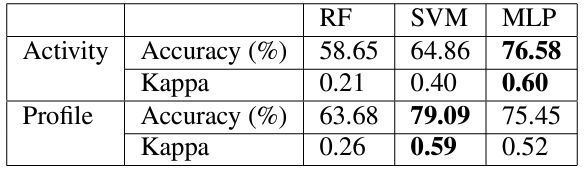 RF SVM MLP
Activity Accuracy (%) 58.65 64.86 76.58
Kappa 0.21 0.40 0.60
Profile Accuracy (%) 63.68 79.09 75.45
Kappa 0.26 0.59 0.52